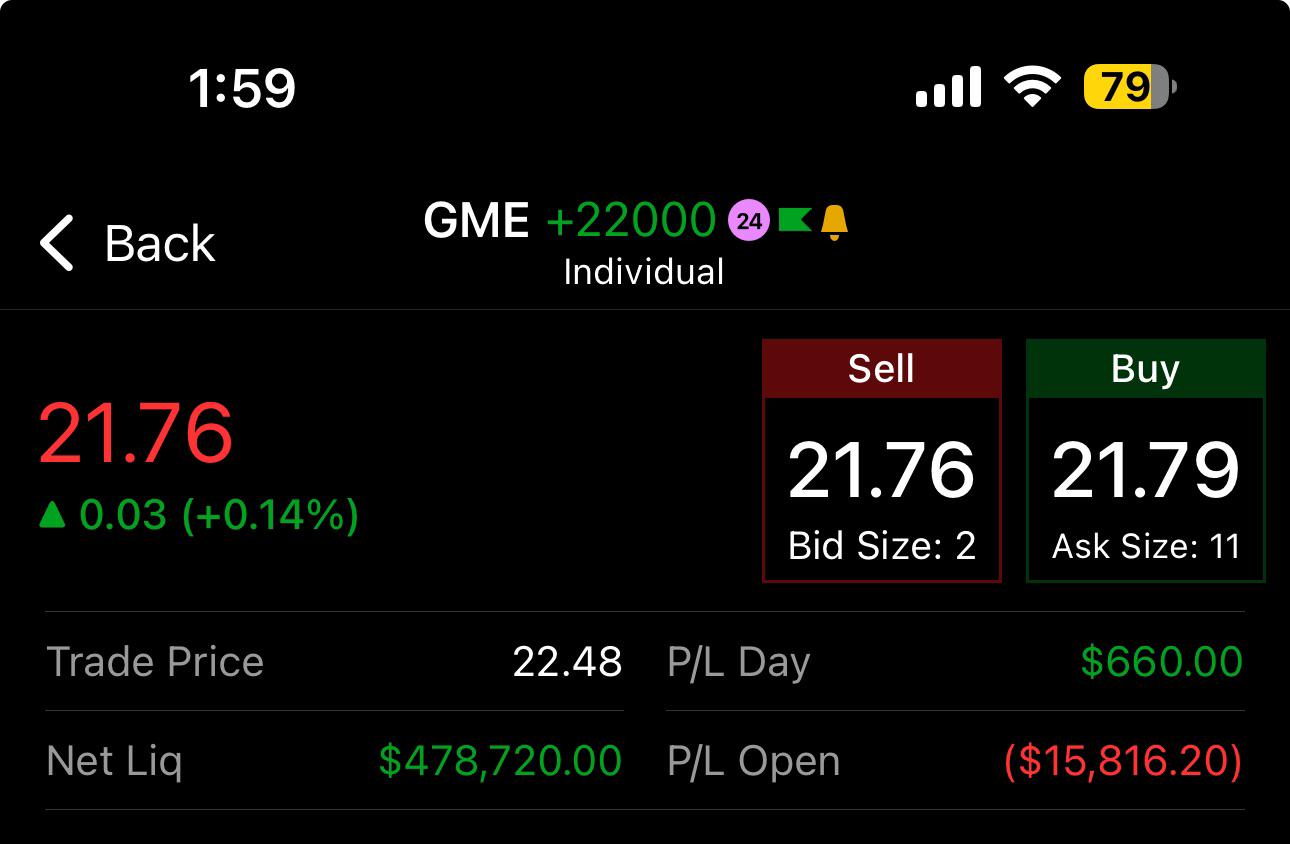 1:59 79
Back
GME +22000 24
Individual
21.76
0.03 (+0.14%)
Sell
21.76
Bid Size: 2
Buy
21.79
Ask Size: 11
Trade Price 22.48 P/L Day $660.00
Net Liq $478,720.00 P/L Open ($15,816.20)